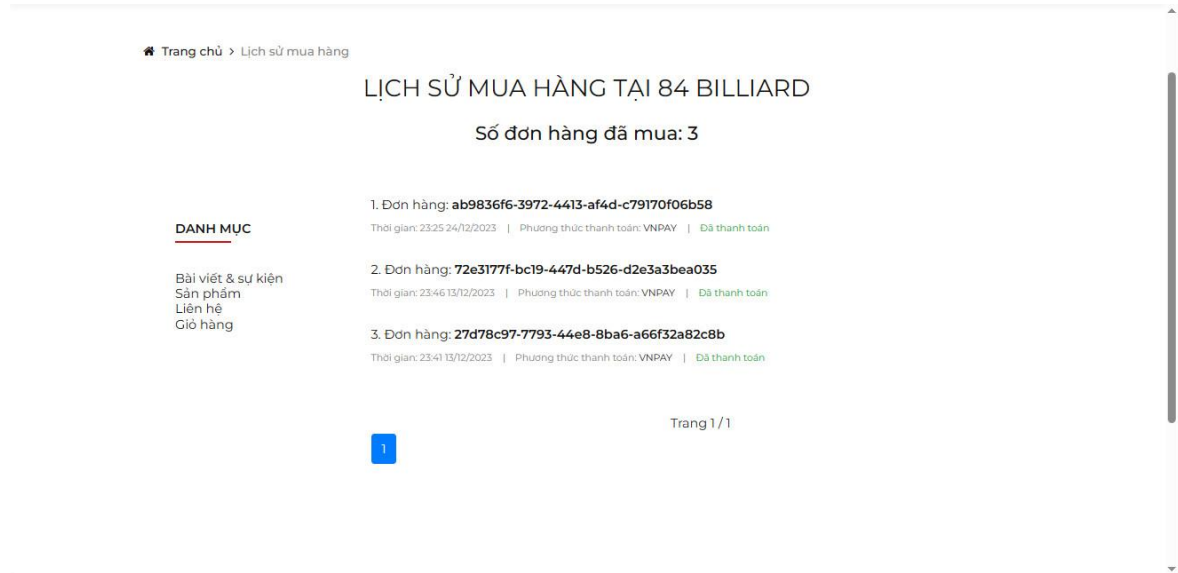 Trang chủ > Lịch sử mua hàng
LỊCH SỬ MUA HÀNG TẠI 84 BILLIARD
Số đơn hàng đã mua: 3
DANH MỤC
Bài viết & sự kiện
Sản phẩm
Liên hệ
Giỏ hàng
1. Đơn hàng: ab9836f6-3972-4413-af4d-c79170f06b58
Thời gian: 23:25 24/12/2023 | Phương thức thanh toán: VNPAY | Đã thanh toán
2. Đơn hàng: 72e3177f-bc19-447d-b526-d2e3a3bea035
Thời gian: 23:46 13/12/2023 | Phương thức thanh toán: VNPAY | Đã thanh toán
3. Đơn hàng: 27d78c97-7793-44e8-8ba6-a66f32a82c8b
Thời gian: 23:41 13/12/2023 | Phương thức thanh toán: VNPAY | Đã thanh toán
Trang 1 / 1
1